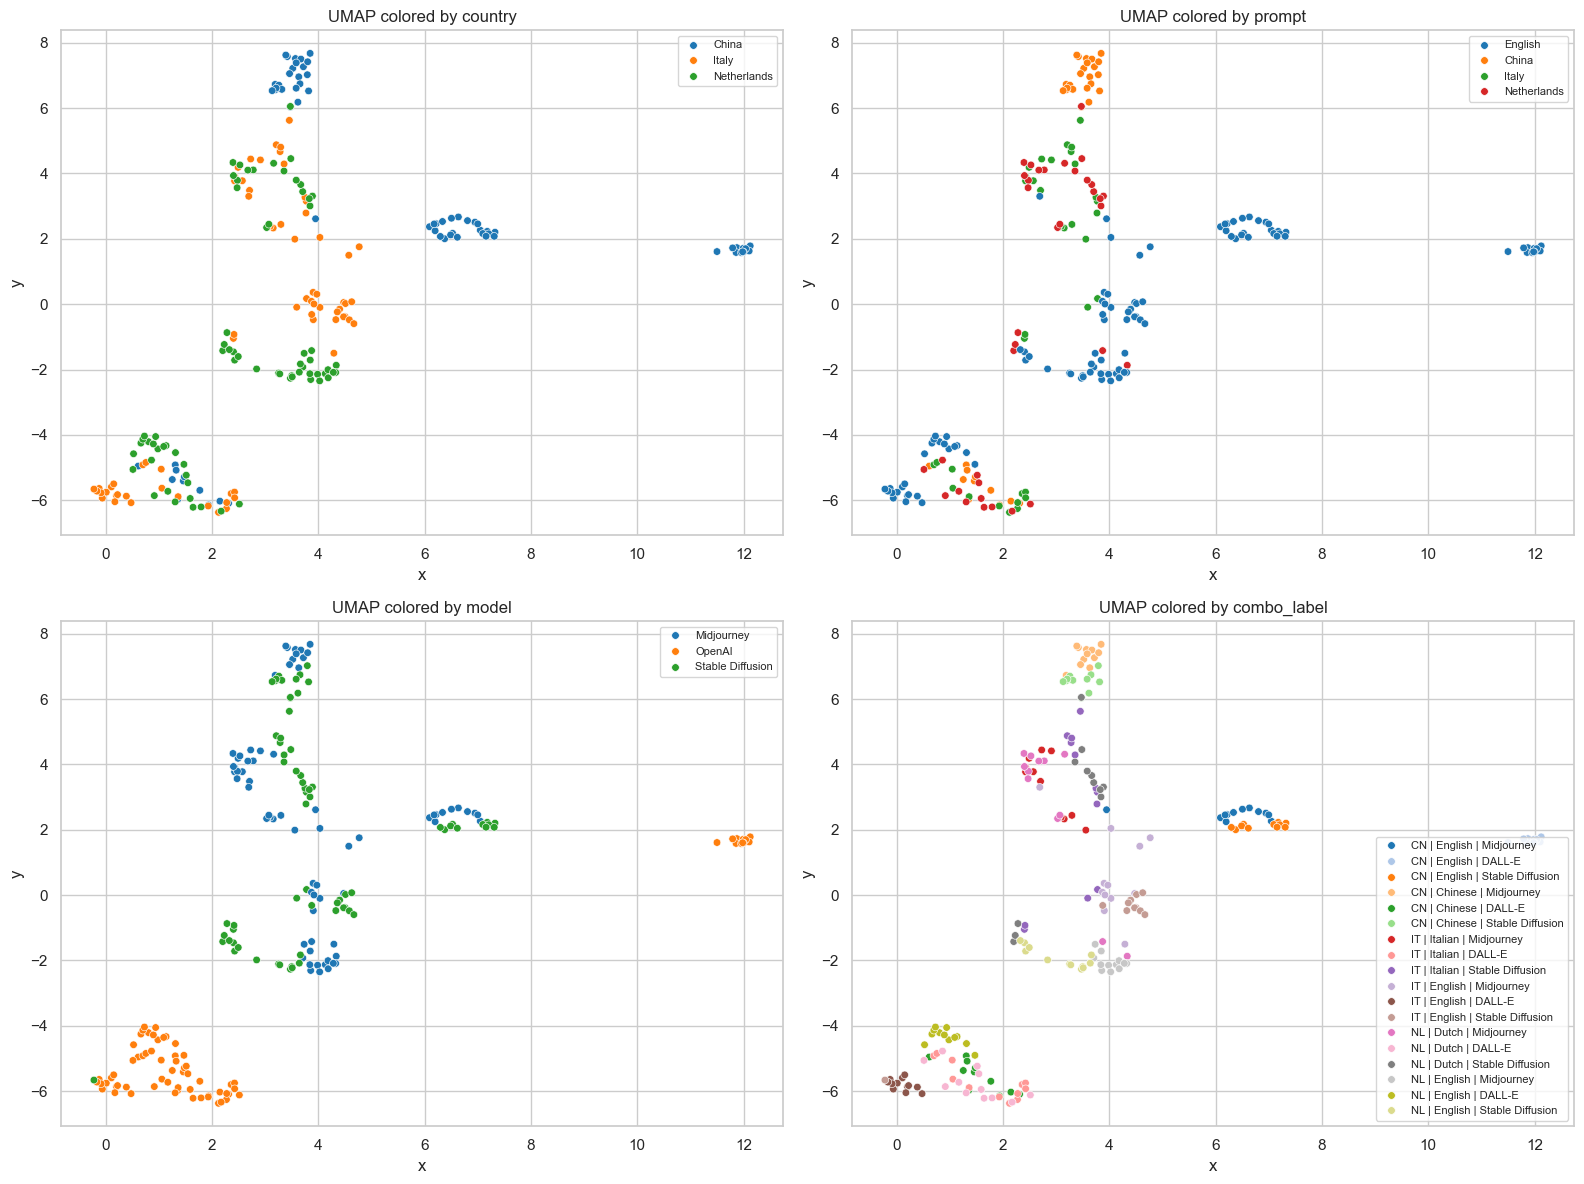 UMAP colored by country
China
Italy
Netherlands
8
6
4
2
0
−2
−4
−6
y
0 2 4 6 8 10 12
x
UMAP colored by prompt
English
China
Italy
Netherlands
8
6
4
2
0
−2
−4
−6
y
0 2 4 6 8 10 12
x
UMAP colored by model
Midjourney
OpenAI
Stable Diffusion
8
6
4
2
0
−2
−4
−6
y
0 2 4 6 8 10 12
x
UMAP colored by combo_label
8
6
4
2
0
−2
−4
−6
y
CN | English | Midjourney
CN | English | DALL-E
CN | English | Stable Diffusion
CN | Chinese | Midjourney
CN | Chinese | DALL-E
CN | Chinese | Stable Diffusion
IT | Italian | Midjourney
IT | Italian | DALL-E
IT | Italian | Stable Diffusion
IT | English | Midjourney
IT | English | DALL-E
IT | English | Stable Diffusion
NL | Dutch | Midjourney
NL | Dutch | DALL-E
NL | Dutch | Stable Diffusion
NL | English | Midjourney
NL | English | DALL-E
NL | English | Stable Diffusion
0 2 4 6 8 10 12
x